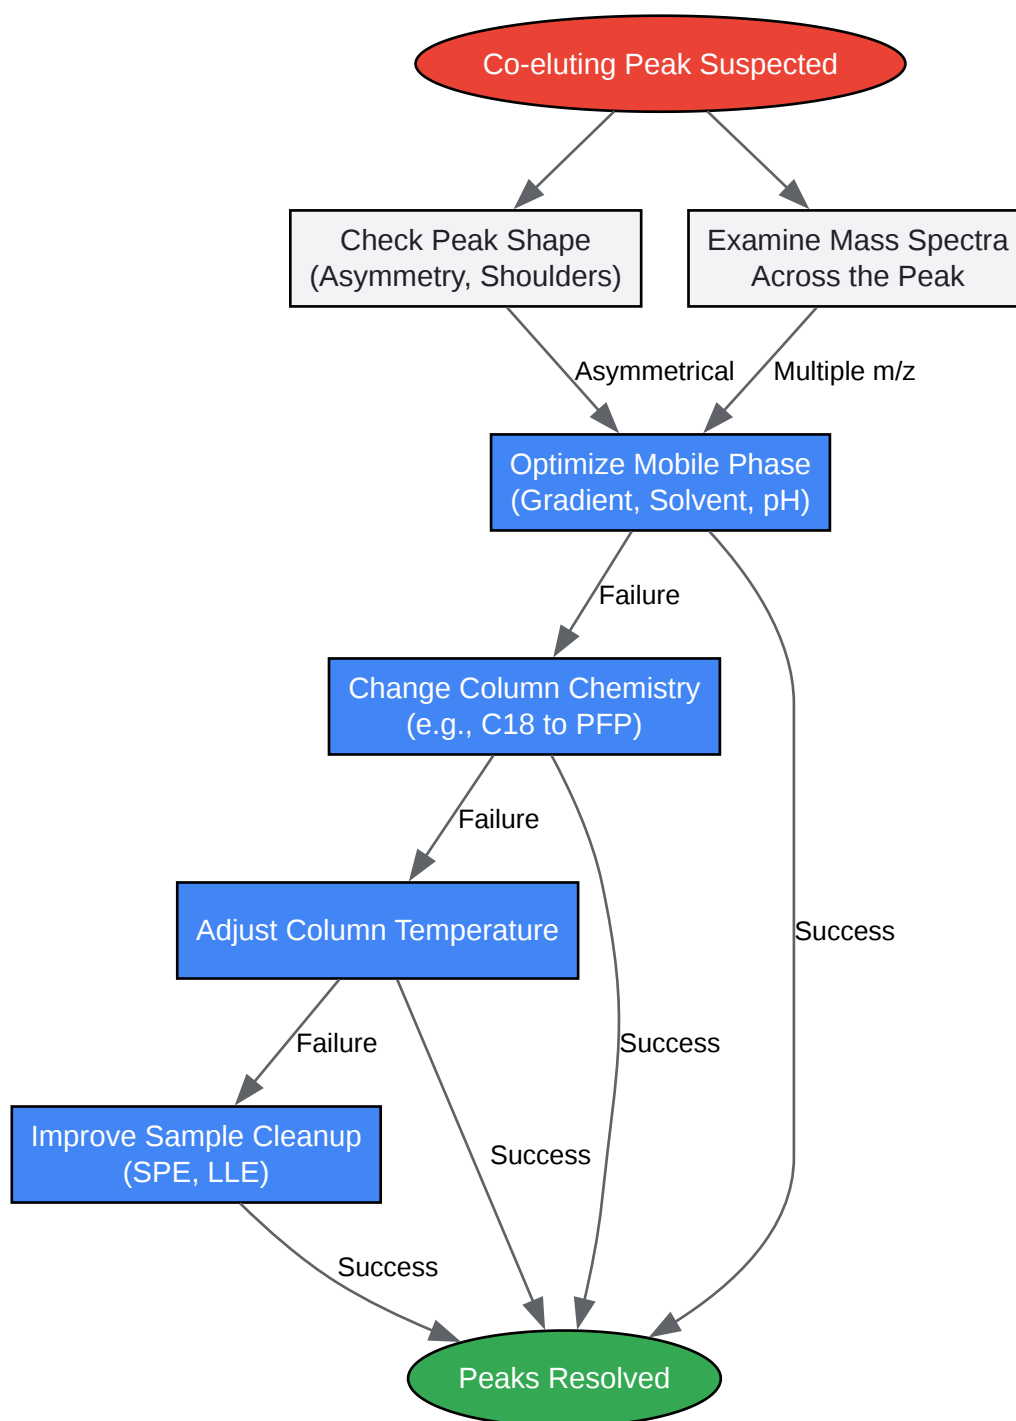 Co-eluting Peak Suspected
Check Peak Shape
(Asymmetry, Shoulders)
Examine Mass Spectra
Across the Peak
Asymmetrical
Multiple m/z
Optimize Mobile Phase
(Gradient, Solvent, pH)
Failure
Change Column Chemistry
(e.g., C18 to PFP)
Failure
Adjust Column Temperature
Success
Failure
Success
Improve Sample Cleanup
(SPE, LLE)
Success
Success
Peaks Resolved